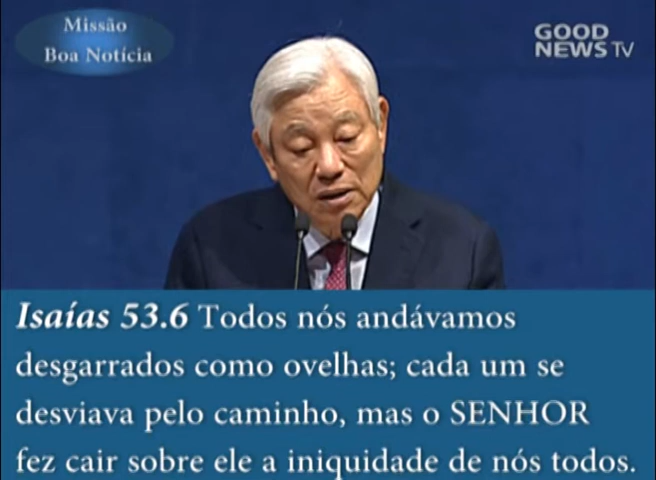 Missão
Boa Notícia
GOOD
NEWS TV
Isaías 53.6 Todos nós andávamos
desgarrados como ovelhas; cada um se
desviava pelo caminho, mas o SENHOR
fez cair sobre ele a iniquidade de nós todos.